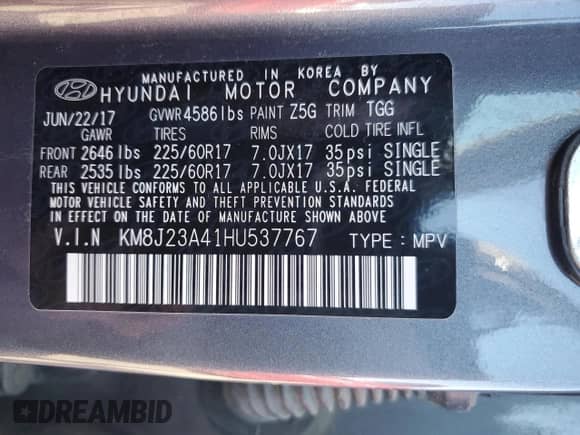 MANUFACTURED IN KOREA BY
HYUNDAI MOTOR COMPANY
JUN/22/17 GVWR 4586 lbs PAINT Z5G TRIM TGG
GAWR TIRES RIMS COLD TIRE INFL
FRONT 2646 lbs 225/60R17 7.0JX17 35psi SINGLE
REAR 2535 lbs 225/60R17 7.0JX17 35psi SINGLE
THIS VEHICLE CONFORMS TO ALL APPLICABLE U.S.A. FEDERAL
MOTOR VEHICLE SAFETY AND THEFT PREVENTION STANDARDS
IN EFFECT ON THE DATE OF MANUFACTURE SHOWN ABOVE.
V.I.N KM8J23A41HU537767 TYPE: MPV
DREAMBID